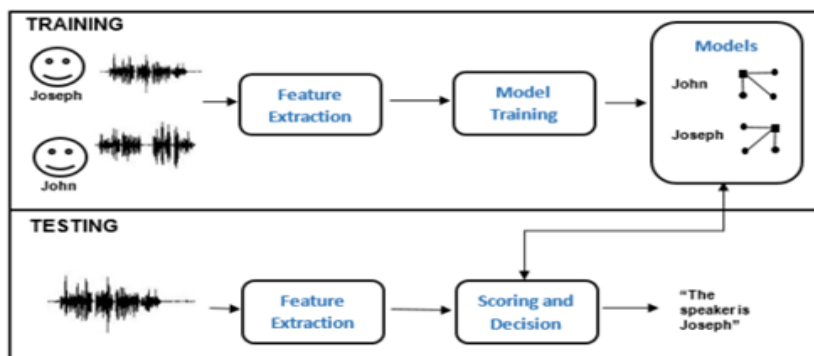 TRAINING
Joseph
John
Feature
Extraction
Model
Training
Models
John
Joseph
TESTING
Feature
Extraction
Scoring and
Decision
“The
speaker is
Joseph”